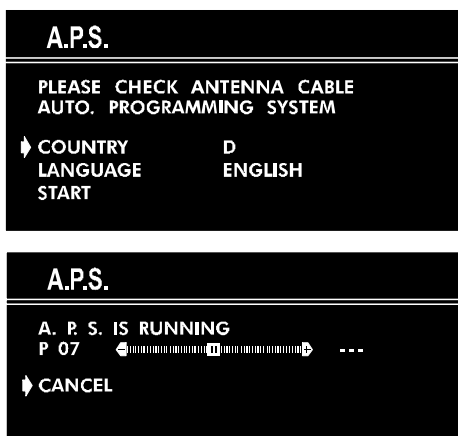 A.P.S.
PLEASE CHECK ANTENNA CABLE
AUTO. PROGRAMMING SYSTEM
COUNTRY D
LANGUAGE ENGLISH
START
A.P.S.
A. P. S. IS RUNNING
P 07 - + ---
CANCEL